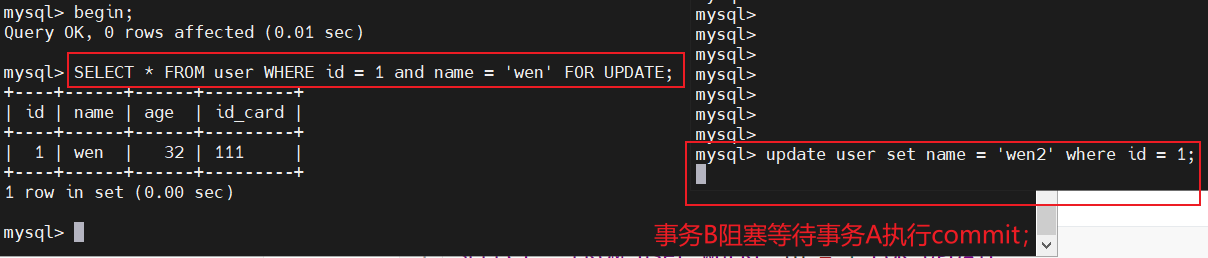 mysql> begin;
Query OK, 0 rows affected (0.01 sec)
mysql> SELECT * FROM user WHERE id = 1 and name = 'wen' FOR UPDATE;
+----+------+------+---------+
| id | name | age  | id_card |
+----+------+------+---------+
|  1 | wen  |   32 | 111     |
+----+------+------+---------+
1 row in set (0.00 sec)
mysql>
mysql>
mysql>
mysql>
mysql>
mysql>
mysql>
mysql>
mysql> update user set name = 'wen2' where id = 1;
事务B阻塞等待事务A执行commit;